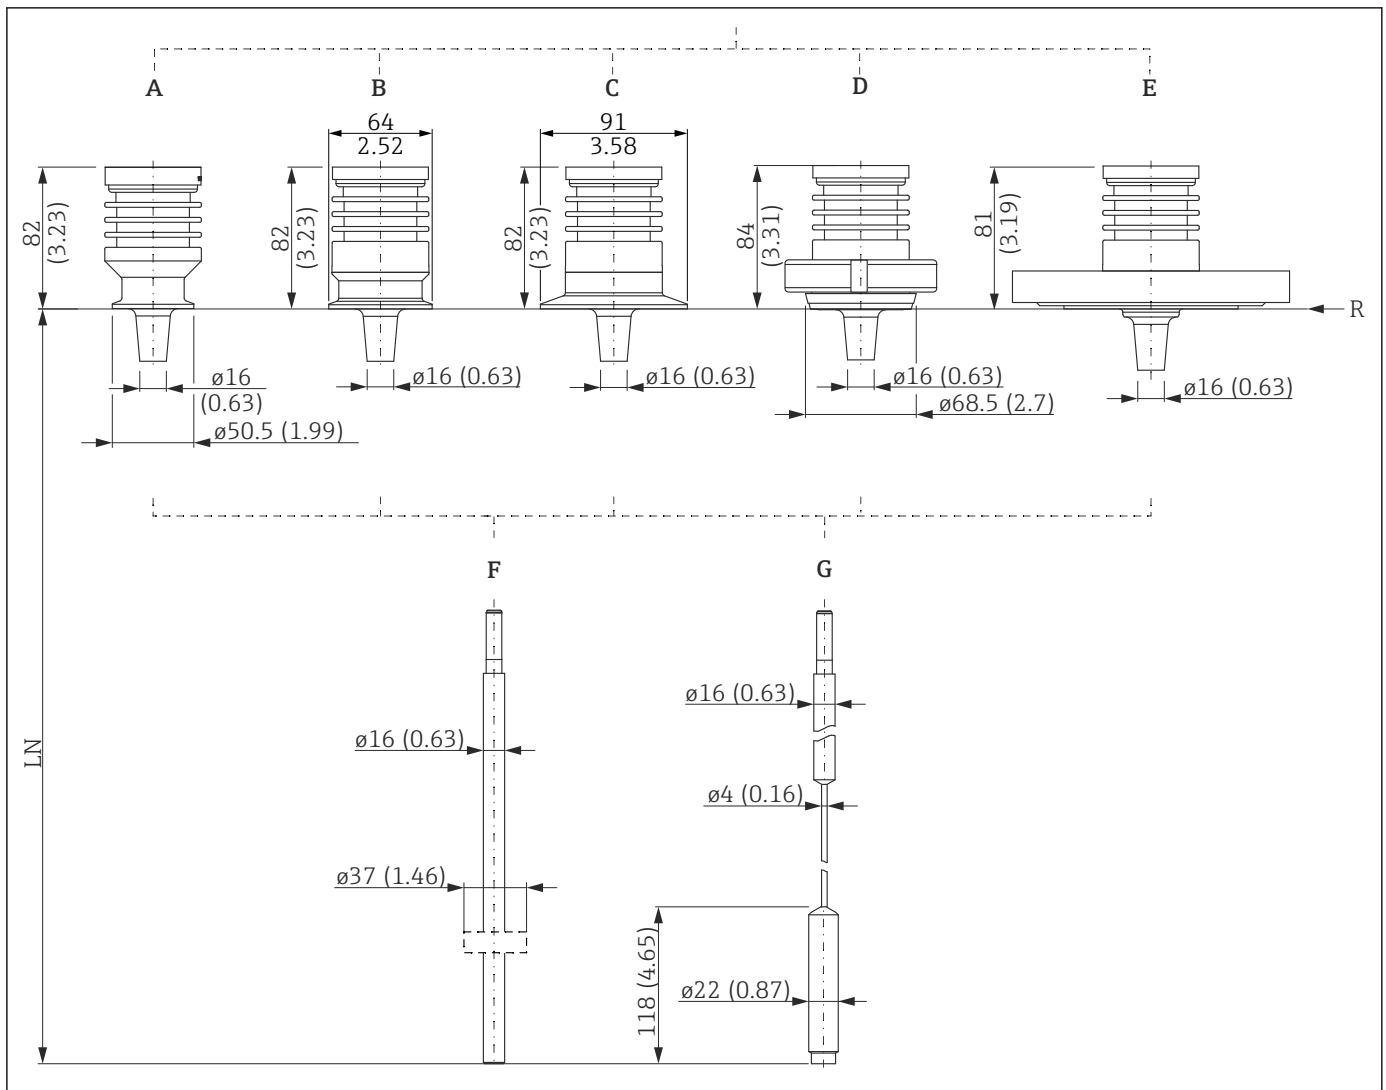 A
B
C
D
E
64
2.52
91
3.58
82
(3.23)
82
(3.23)
82
(3.23)
84
(3.31)
81
(3.19)
R
ø16
(0.63)
ø50.5 (1.99)
ø16 (0.63)
ø16 (0.63)
ø16 (0.63)
ø68.5 (2.7)
ø16 (0.63)
F
G
LN
ø16 (0.63)
ø37 (1.46)
ø16 (0.63)
ø4 (0.16)
118 (4.65)
ø22 (0.87)